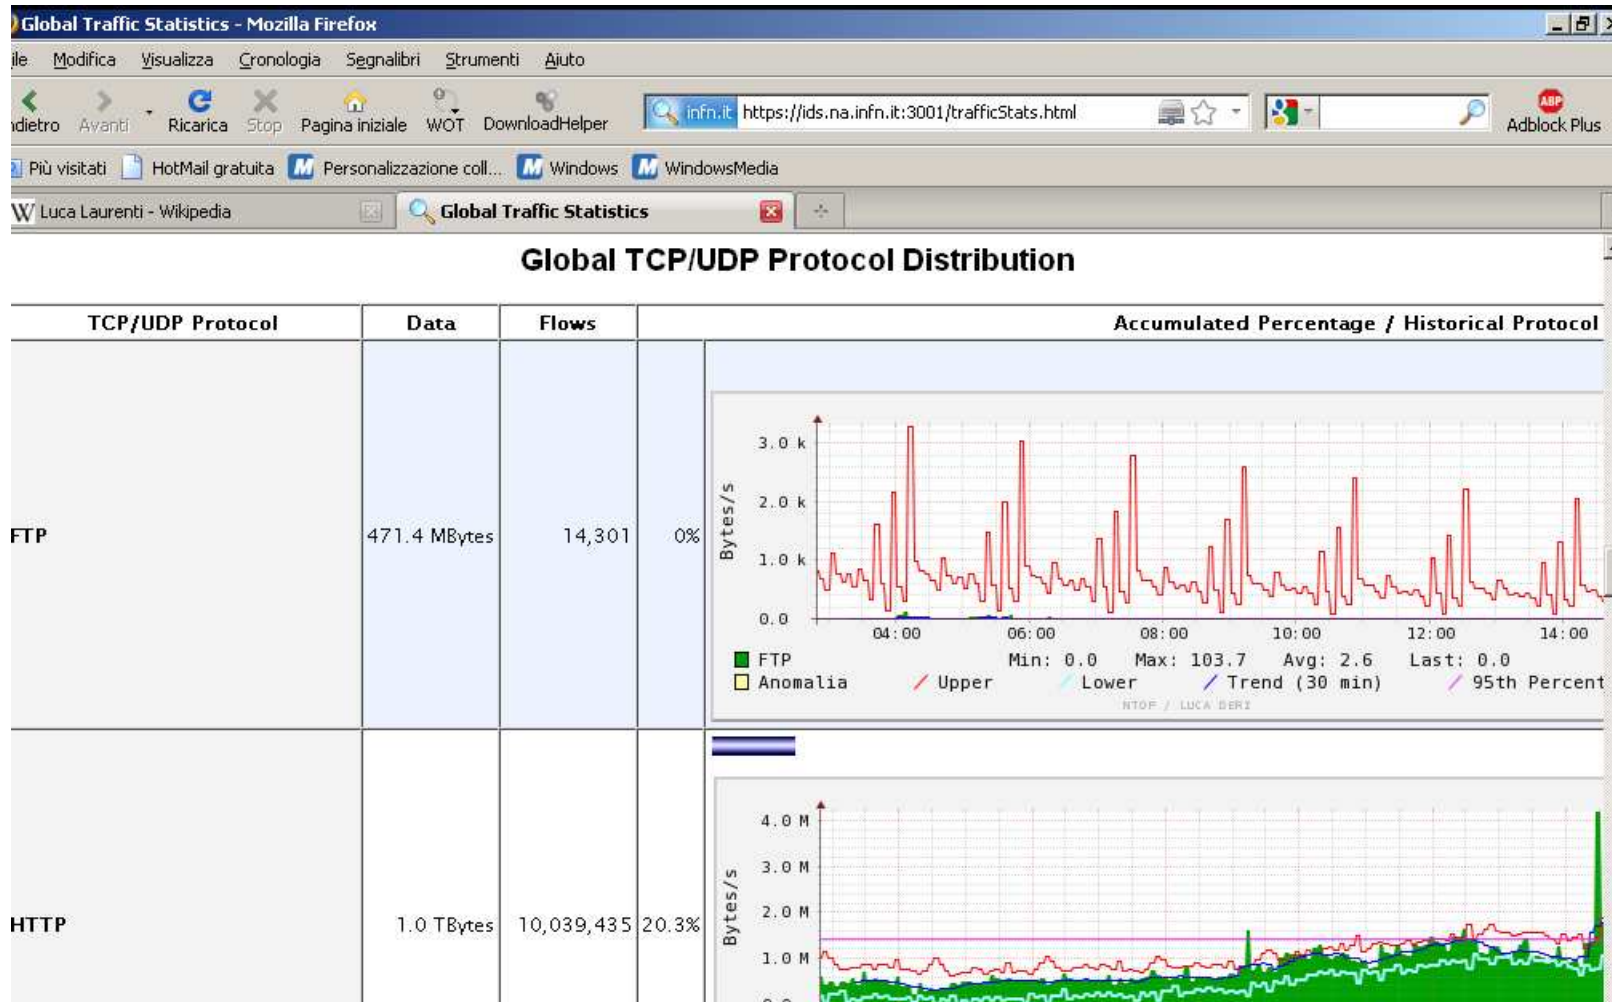 Global Traffic Statistics - Mozilla Firefox
ile Modifica Visualizza Cronologia Segnalibri Strumenti Aiuto
ndietro Avanti Ricarica Stop Pagina iniziale WOT DownloadHelper infn.it https://ids.na.infn.it:3001/trafficStats.html ABP Adblock Plus
Più visitati HotMail gratuita Personalizzazione coll... Windows WindowsMedia
W Luca Laurenti - Wikipedia Global Traffic Statistics
Global TCP/UDP Protocol Distribution
TCP/UDP Protocol Data Flows Accumulated Percentage / Historical Protocol
FTP 471.4 MBytes 14,301 0%
Bytes/s
3.0 k
2.0 k
1.0 k
0.0
04:00 06:00 08:00 10:00 12:00 14:00
FTP Min: 0.0 Max: 103.7 Avg: 2.6 Last: 0.0
Anomalia Upper Lower Trend (30 min) 95th Percent
NTOP / LUCA DERI
HTTP 1.0 TBytes 10,039,435 20.3%
Bytes/s
4.0 M
3.0 M
2.0 M
1.0 M